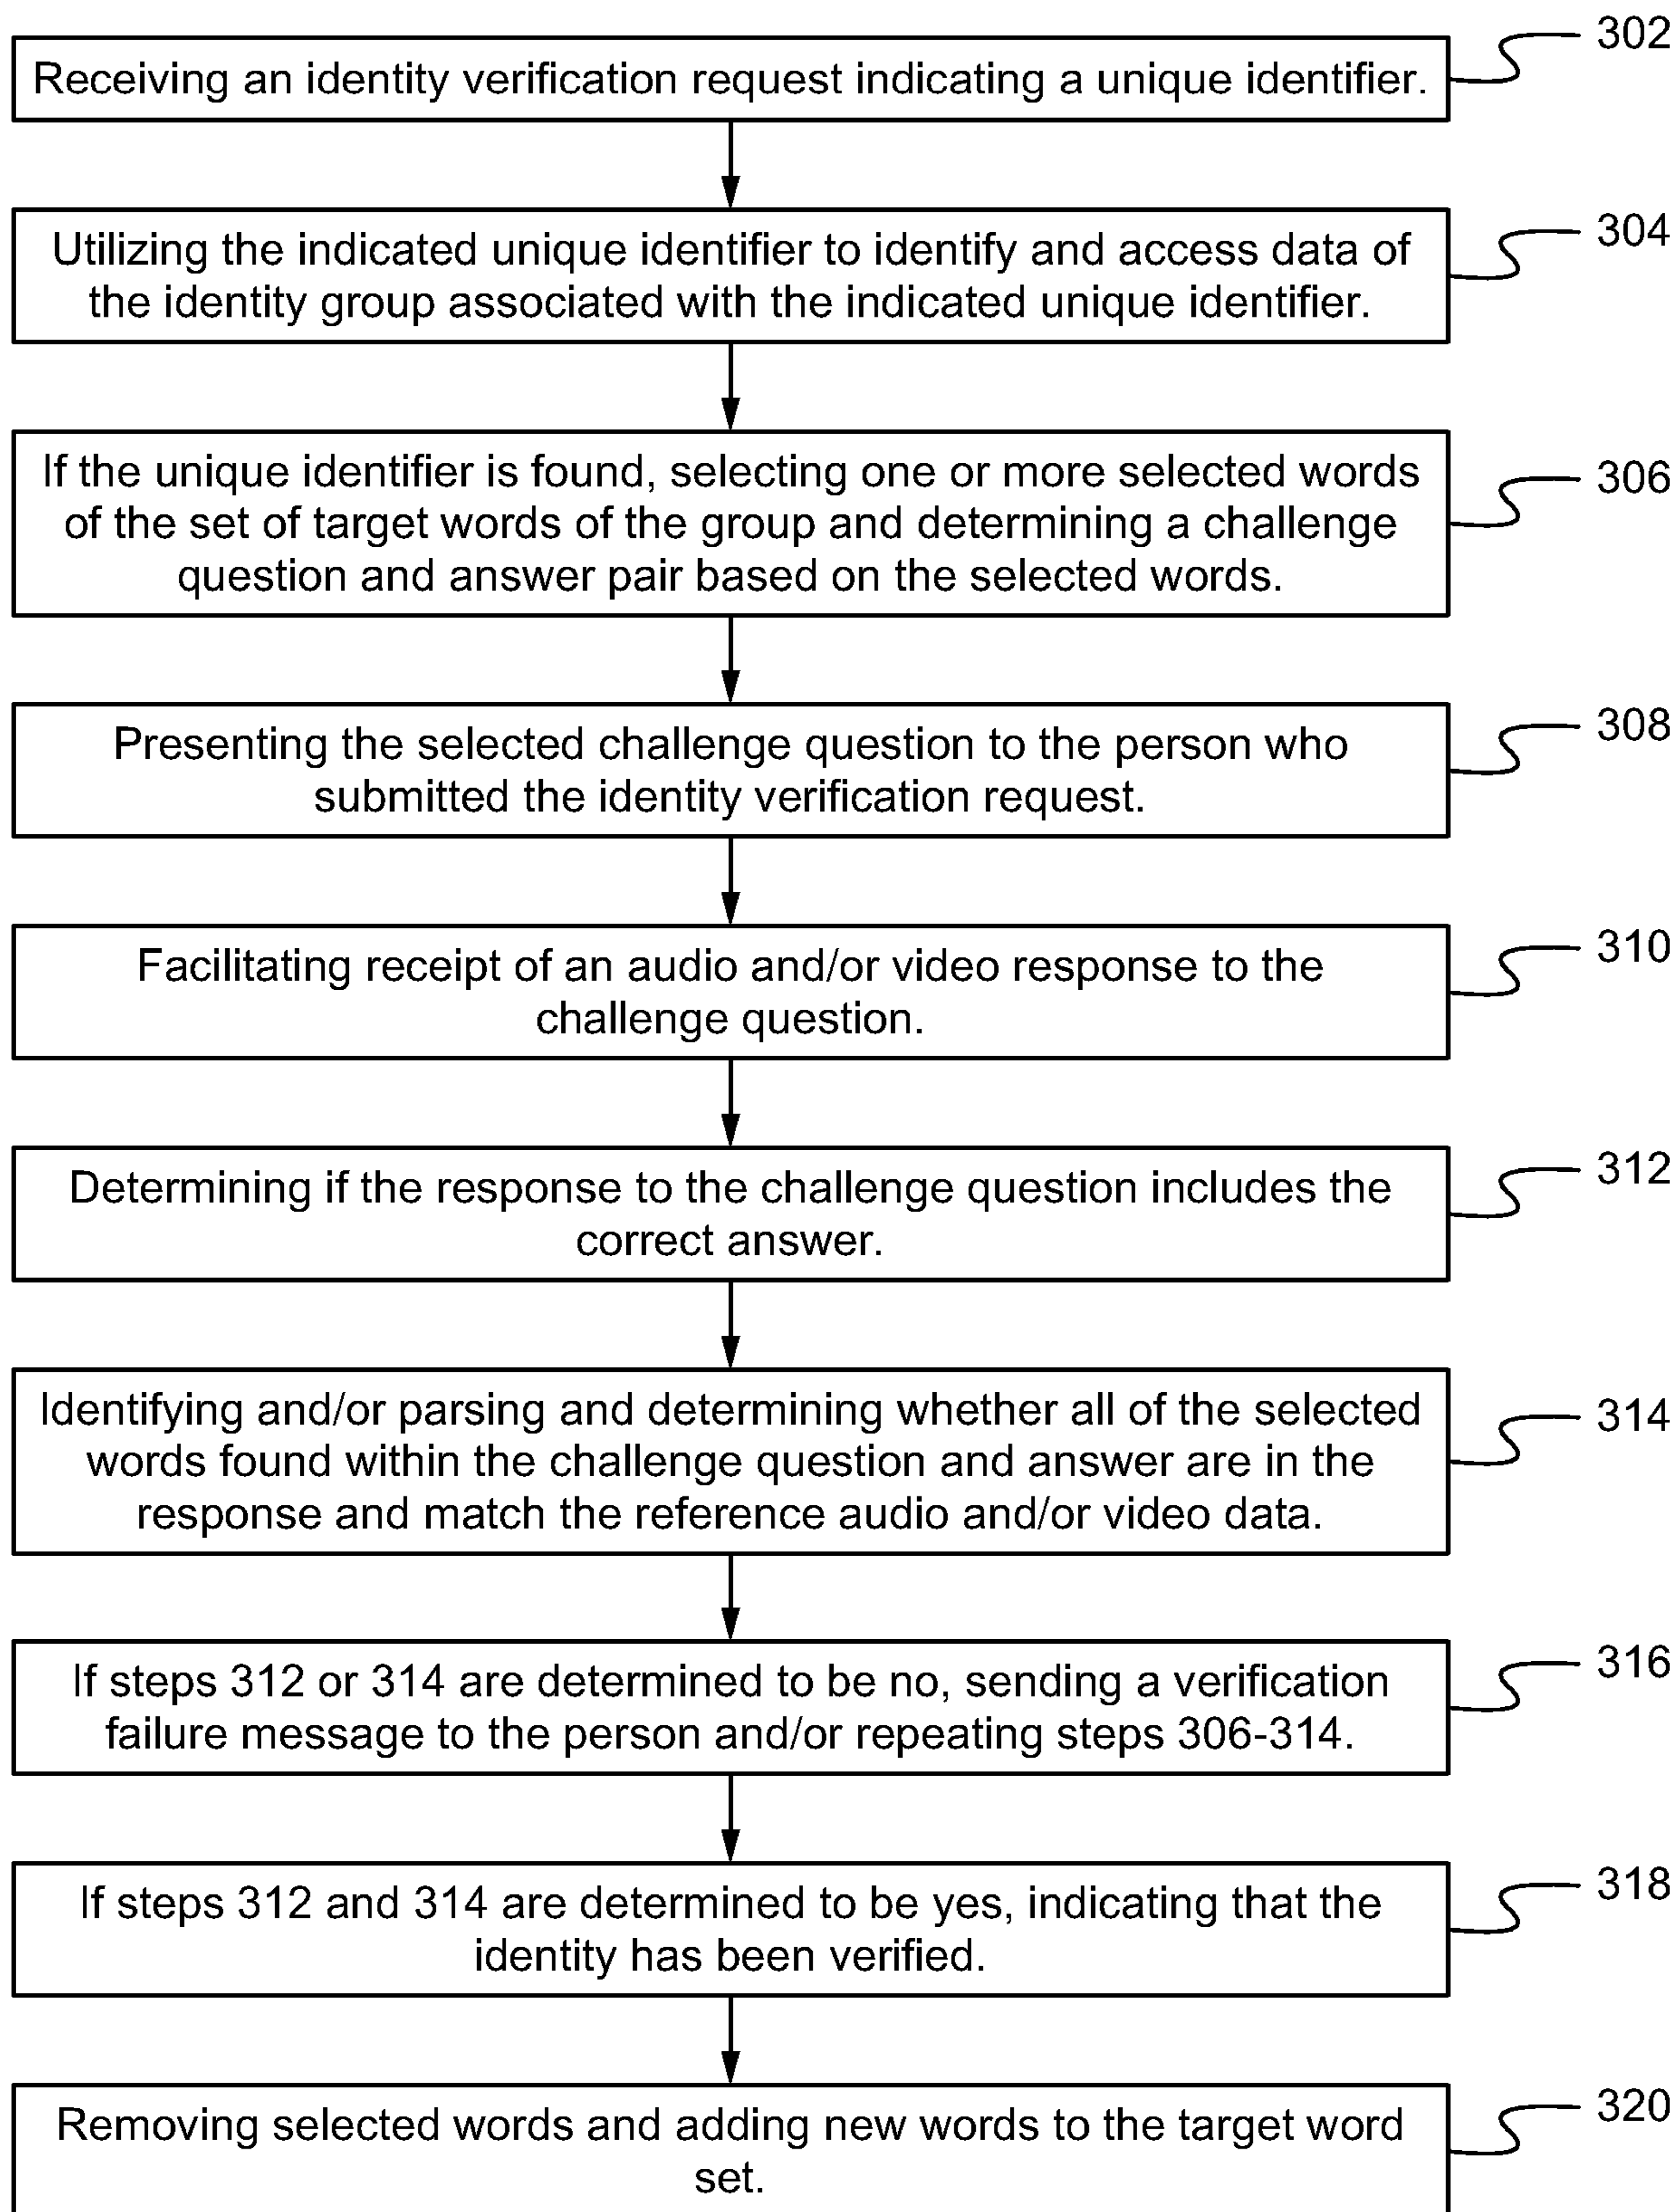 302
Receiving an identity verification request indicating a unique identifier.
304
Utilizing the indicated unique identifier to identify and access data of
the identity group associated with the indicated unique identifier.
306
If the unique identifier is found, selecting one or more selected words
of the set of target words of the group and determining a challenge
question and answer pair based on the selected words.
308
Presenting the selected challenge question to the person who
submitted the identity verification request.
310
Facilitating receipt of an audio and/or video response to the
challenge question.
312
Determining if the response to the challenge question includes the
correct answer.
314
Identifying and/or parsing and determining whether all of the selected
words found within the challenge question and answer are in the
response and match the reference audio and/or video data.
316
If steps 312 or 314 are determined to be no, sending a verification
failure message to the person and/or repeating steps 306-314.
318
If steps 312 and 314 are determined to be yes, indicating that the
identity has been verified.
320
Removing selected words and adding new words to the target word
set.